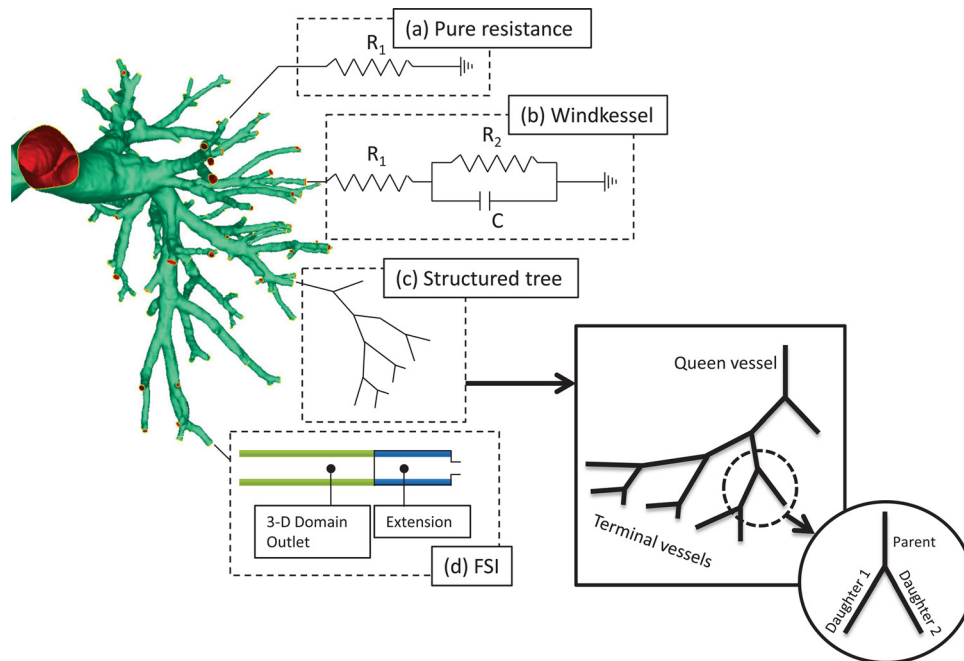 (a) Pure resistance
R1
(b) Windkessel
R1
R2
C
(c) Structured tree
Queen vessel
Terminal vessels
Parent
Daughter 1
Daughter 2
3-D Domain
Outlet
Extension
(d) FSI